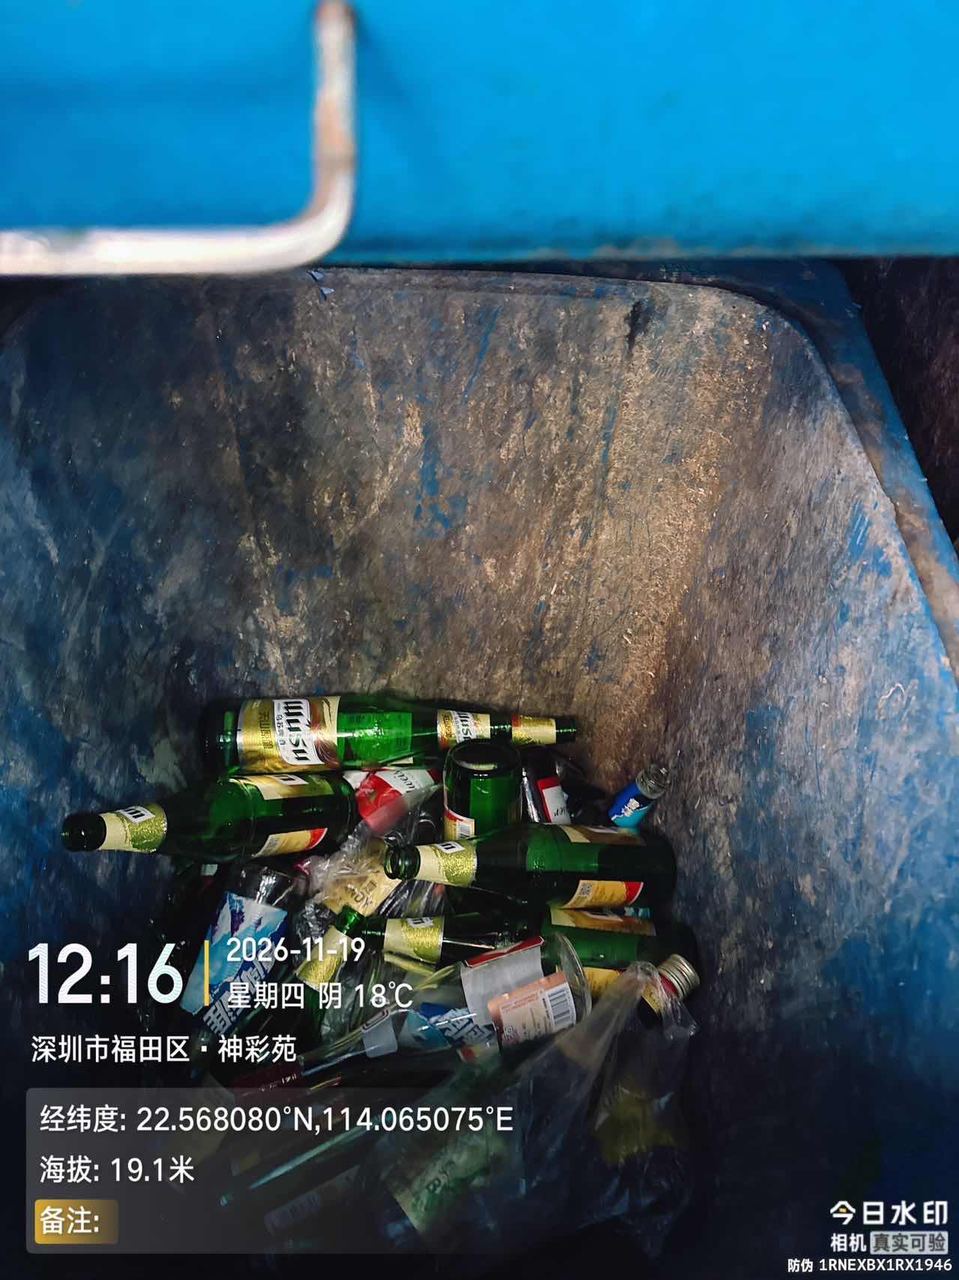 WUSU
12:16
2026-11-19
星期四 阴 18℃
深圳市福田区·神彩苑
经纬度: 22.568080°N,114.065075°E
海拔: 19.1米
备注:
今日水印
相机 真实可验
防伪 1RNEXBX1RX1946